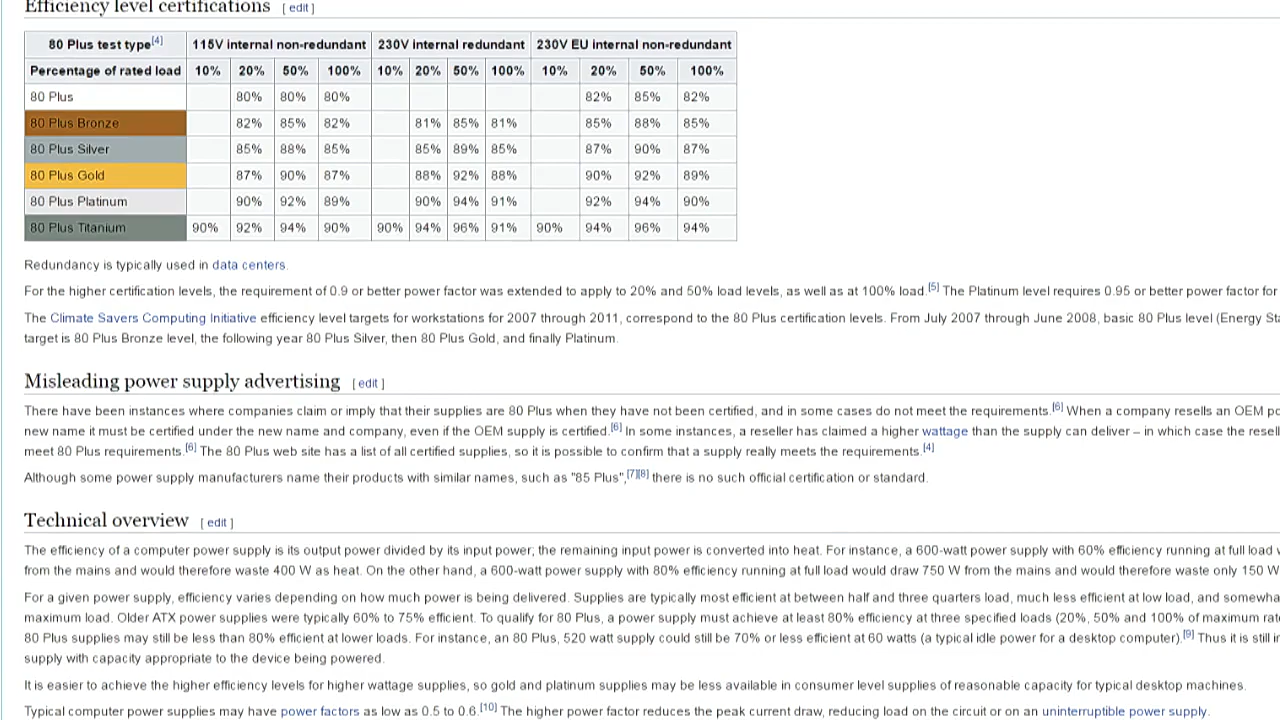 Efficiency level certifications [ edit ]
80 Plus test type[4] 115V internal non-redundant 230V internal redundant 230V EU internal non-redundant
Percentage of rated load 10% 20% 50% 100% 10% 20% 50% 100% 10% 20% 50% 100%
80 Plus 80% 80% 80% 82% 85% 82%
80 Plus Bronze 82% 85% 82% 81% 85% 81% 85% 88% 85%
80 Plus Silver 85% 88% 85% 85% 89% 85% 87% 90% 87%
80 Plus Gold 87% 90% 87% 88% 92% 88% 90% 92% 89%
80 Plus Platinum 90% 92% 89% 90% 94% 91% 92% 94% 90%
80 Plus Titanium 90% 92% 94% 90% 90% 94% 96% 91% 90% 94% 96% 94%
Redundancy is typically used in data centers.
For the higher certification levels, the requirement of 0.9 or better power factor was extended to apply to 20% and 50% load levels, as well as at 100% load.[5] The Platinum level requires 0.95 or better power factor for
The Climate Savers Computing Initiative efficiency level targets for workstations for 2007 through 2011, correspond to the 80 Plus certification levels. From July 2007 through June 2008, basic 80 Plus level (Energy Sta
target is 80 Plus Bronze level, the following year 80 Plus Silver, then 80 Plus Gold, and finally Platinum.
Misleading power supply advertising [ edit ]
There have been instances where companies claim or imply that their supplies are 80 Plus when they have not been certified, and in some cases do not meet the requirements.[6] When a company resells an OEM po
new name it must be certified under the new name and company, even if the OEM supply is certified.[6] In some instances, a reseller has claimed a higher wattage than the supply can deliver – in which case the resell
meet 80 Plus requirements.[6] The 80 Plus web site has a list of all certified supplies, so it is possible to confirm that a supply really meets the requirements.[4]
Although some power supply manufacturers name their products with similar names, such as "85 Plus",[7][8] there is no such official certification or standard.
Technical overview [ edit ]
The efficiency of a computer power supply is its output power divided by its input power; the remaining input power is converted into heat. For instance, a 600-watt power supply with 60% efficiency running at full load w
from the mains and would therefore waste 400 W as heat. On the other hand, a 600-watt power supply with 80% efficiency running at full load would draw 750 W from the mains and would therefore waste only 150 W
For a given power supply, efficiency varies depending on how much power is being delivered. Supplies are typically most efficient at between half and three quarters load, much less efficient at low load, and somewha
maximum load. Older ATX power supplies were typically 60% to 75% efficient. To qualify for 80 Plus, a power supply must achieve at least 80% efficiency at three specified loads (20%, 50% and 100% of maximum rate
80 Plus supplies may still be less than 80% efficient at lower loads. For instance, an 80 Plus, 520 watt supply could still be 70% or less efficient at 60 watts (a typical idle power for a desktop computer).[9] Thus it is still im
supply with capacity appropriate to the device being powered.
It is easier to achieve the higher efficiency levels for higher wattage supplies, so gold and platinum supplies may be less available in consumer level supplies of reasonable capacity for typical desktop machines.
Typical computer power supplies may have power factors as low as 0.5 to 0.6.[10] The higher power factor reduces the peak current draw, reducing load on the circuit or on an uninterruptible power supply.